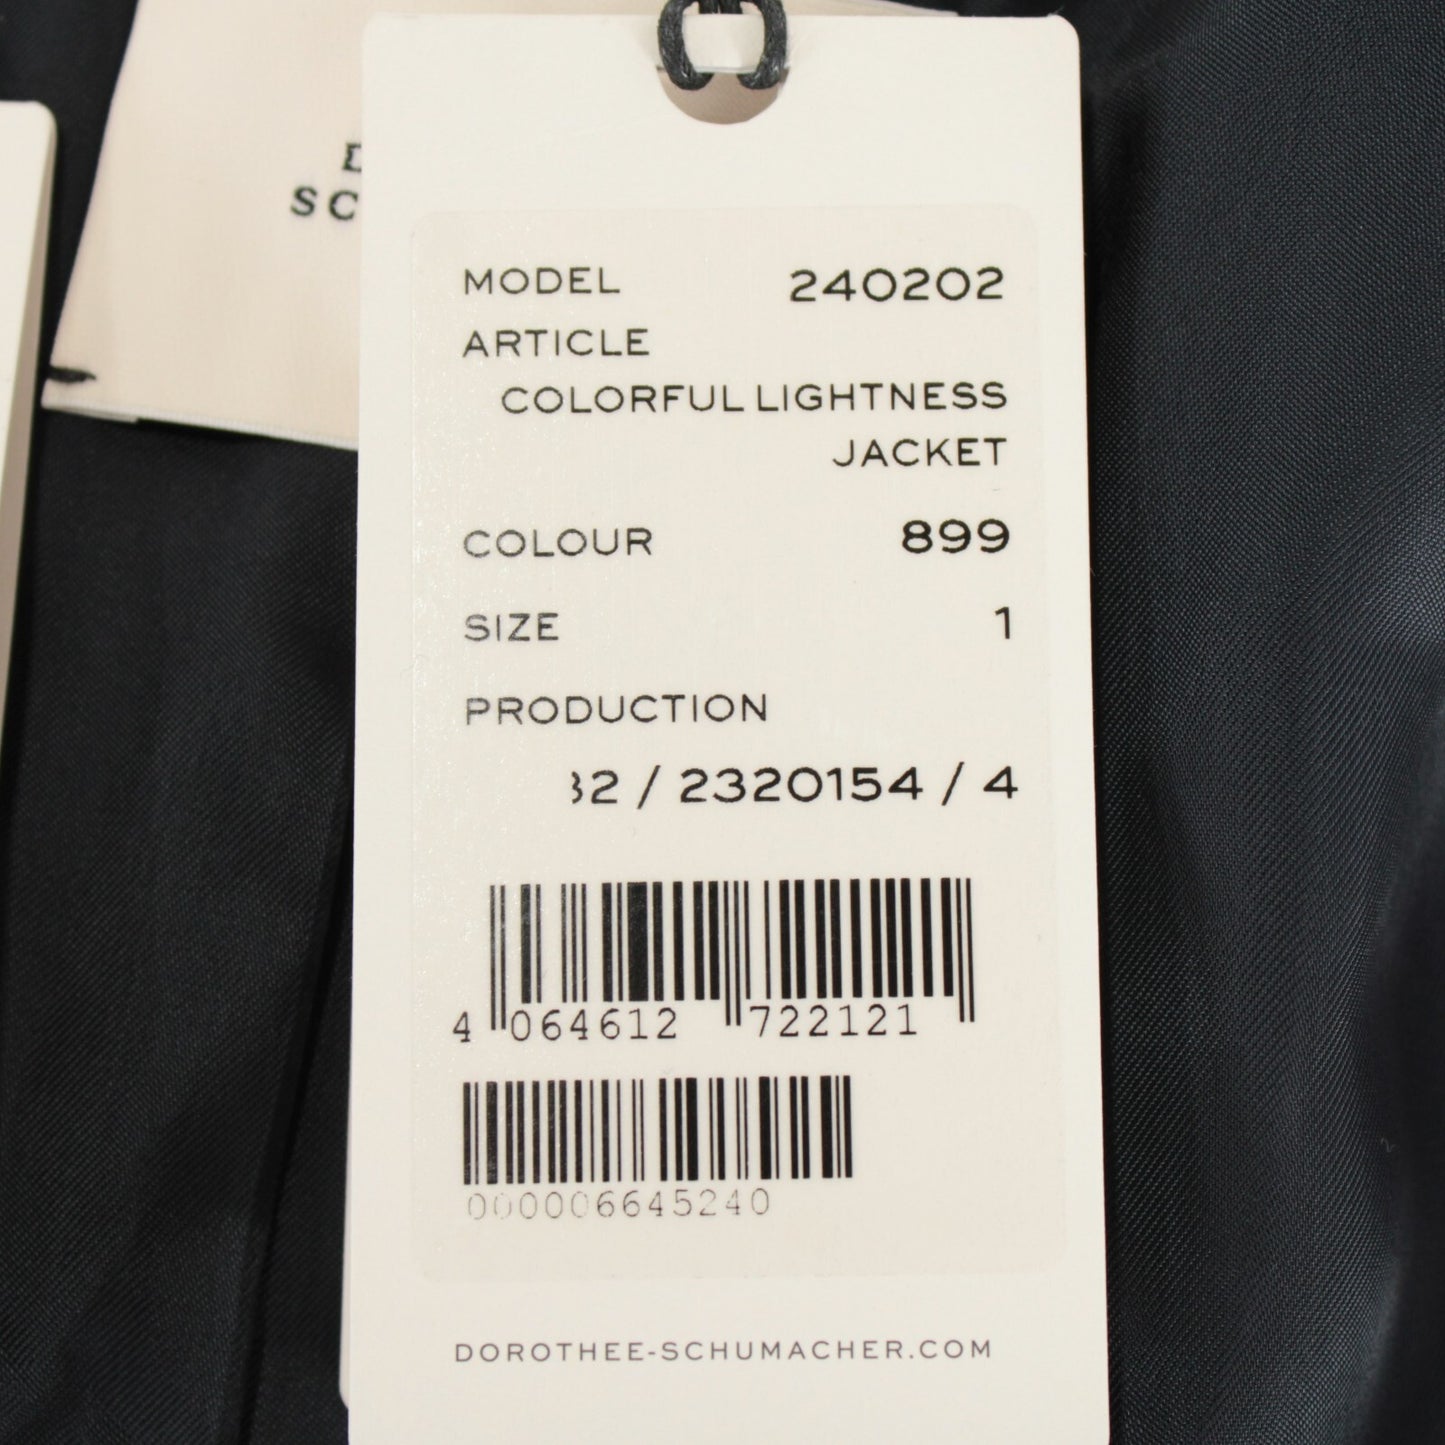 SC
MODEL 240202
ARTICLE
COLORFUL LIGHTNESS
JACKET
COLOUR 899
SIZE 1
PRODUCTION
32 / 2320154 / 4
4 064612 722121
000006645240
DOROTHEE-SCHUMACHER.COM